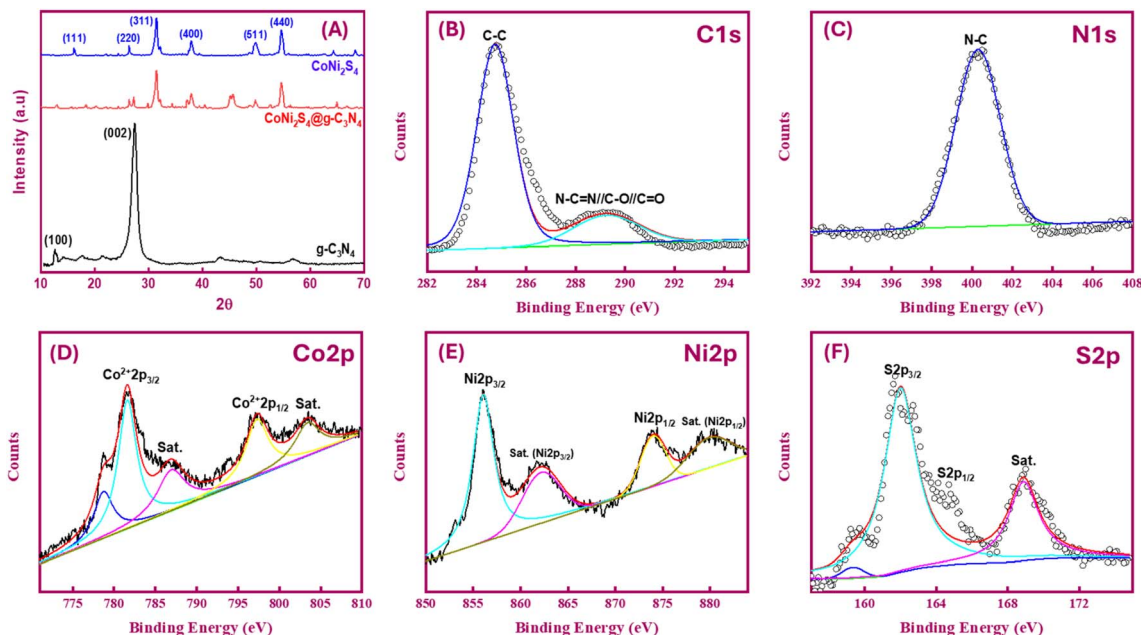 (A)
(111)
(220)
(311)
(400)
(511)
(440)
CoNi₂S₄
CoNi₂S₄@g-C₃N₄
(002)
(100)
g-C₃N₄
Intensity (a.u)
10 20 30 40 50 60 70
2θ
(B)
C1s
C-C
N-C=N//C-O//C=O
Counts
282 284 286 288 290 292 294
Binding Energy (eV)
(C)
N1s
N-C
Counts
392 394 396 398 400 402 404 406 408
Binding Energy (eV)
(D)
Co2p
Co²⁺2p₃/₂
Sat.
Co²⁺2p₁/₂
Sat.
Counts
775 780 785 790 795 800 805 810
Binding Energy (eV)
(E)
Ni2p
Ni2p₃/₂
Sat. (Ni2p₃/₂)
Ni2p₁/₂
Sat. (Ni2p₁/₂)
Counts
850 855 860 865 870 875 880
Binding Energy (eV)
(F)
S2p
S2p₃/₂
S2p₁/₂
Sat.
Counts
160 164 168 172
Binding Energy (eV)